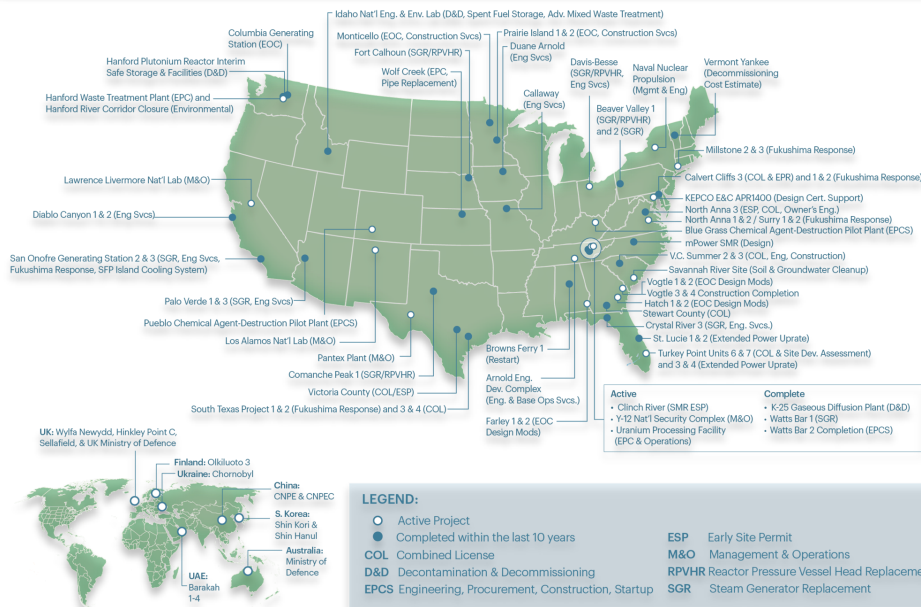 Idaho Nat'l Eng. & Env. Lab (D&D, Spent Fuel Storage, Adv. Mixed Waste Treatment)
Columbia Generating
Station (EOC)
Monticello (EOC, Construction Svcs)
Prairie Island 1 & 2 (EOC, Construction Svcs)
Fort Calhoun (SGR/RPVHR)
Duane Arnold
(Eng Svcs)
Hanford Plutonium Reactor Interim
Safe Storage & Facilities (D&D)
Wolf Creek (EPC,
Pipe Replacement)
Davis-Besse
(SGR/RPVHR,
Eng Svcs)
Naval Nuclear
Propulsion
(Mgmt & Eng)
Vermont Yankee
(Decommissioning
Cost Estimate)
Callaway
(Eng Svcs)
Hanford Waste Treatment Plant (EPC) and
Hanford River Corridor Closure (Environmental)
Beaver Valley 1
(SGR/RPVHR)
and 2 (SGR)
Millstone 2 & 3 (Fukushima Response)
Lawrence Livermore Nat'l Lab (M&O)
Calvert Cliffs 3 (COL & EPR) and 1 & 2 (Fukushima Response)
KEPCO E&C APR1400 (Design Cert. Support)
Diablo Canyon 1 & 2 (Eng Svcs)
North Anna 3 (ESP, COL, Owner's Eng.)
North Anna 1 & 2 / Surry 1 & 2 (Fukushima Response)
Blue Grass Chemical Agent-Destruction Pilot Plant (EPCS)
mPower SMR (Design)
San Onofre Generating Station 2 & 3 (SGR, Eng Svcs,
Fukushima Response, SFP Island Cooling System)
V.C. Summer 2 & 3 (COL, Eng, Construction)
Savannah River Site (Soil & Groundwater Cleanup)
Vogtle 1 & 2 (EOC Design Mods)
Vogtle 3 & 4 Construction Completion
Palo Verde 1 & 3 (SGR, Eng Svcs)
Hatch 1 & 2 (EOC Design Mods)
Stewart County (COL)
Pueblo Chemical Agent-Destruction Pilot Plant (EPCS)
Crystal River 3 (SGR, Eng. Svcs.)
Los Alamos Nat'l Lab (M&O)
St. Lucie 1 & 2 (Extended Power Uprate)
Pantex Plant (M&O)
Browns Ferry 1
(Restart)
Turkey Point Units 6 & 7 (COL & Site Dev. Assessment)
and 3 & 4 (Extended Power Uprate)
Comanche Peak 1 (SGR/RPVHR)
Arnold Eng.
Dev. Complex
(Eng. & Base Ops Svcs.)
Victoria County (COL/ESP)
South Texas Project 1 & 2 (Fukushima Response) and 3 & 4 (COL)
Farley 1 & 2 (EOC
Design Mods)
Active
• Clinch River (SMR ESP)
• Y-12 Nat'l Security Complex (M&O)
• Uranium Processing Facility
(EPC & Operations)
Complete
• K-25 Gaseous Diffusion Plant (D&D)
• Watts Bar 1 (SGR)
• Watts Bar 2 Completion (EPCS)
UK: Wylfa Newydd, Hinkley Point C,
Sellafield, & UK Ministry of Defence
Finland: Olkiluoto 3
Ukraine: Chornobyl
China:
CNPE & CNPEC
S. Korea:
Shin Kori &
Shin Hanul
Australia:
Ministry of
Defence
UAE:
Barakah
1-4
LEGEND:
Active Project
Completed within the last 10 years
COL Combined License
D&D Decontamination & Decommissioning
EPCS Engineering, Procurement, Construction, Startup
ESP Early Site Permit
M&O Management & Operations
RPVHR Reactor Pressure Vessel Head Replaceme
SGR Steam Generator Replacement